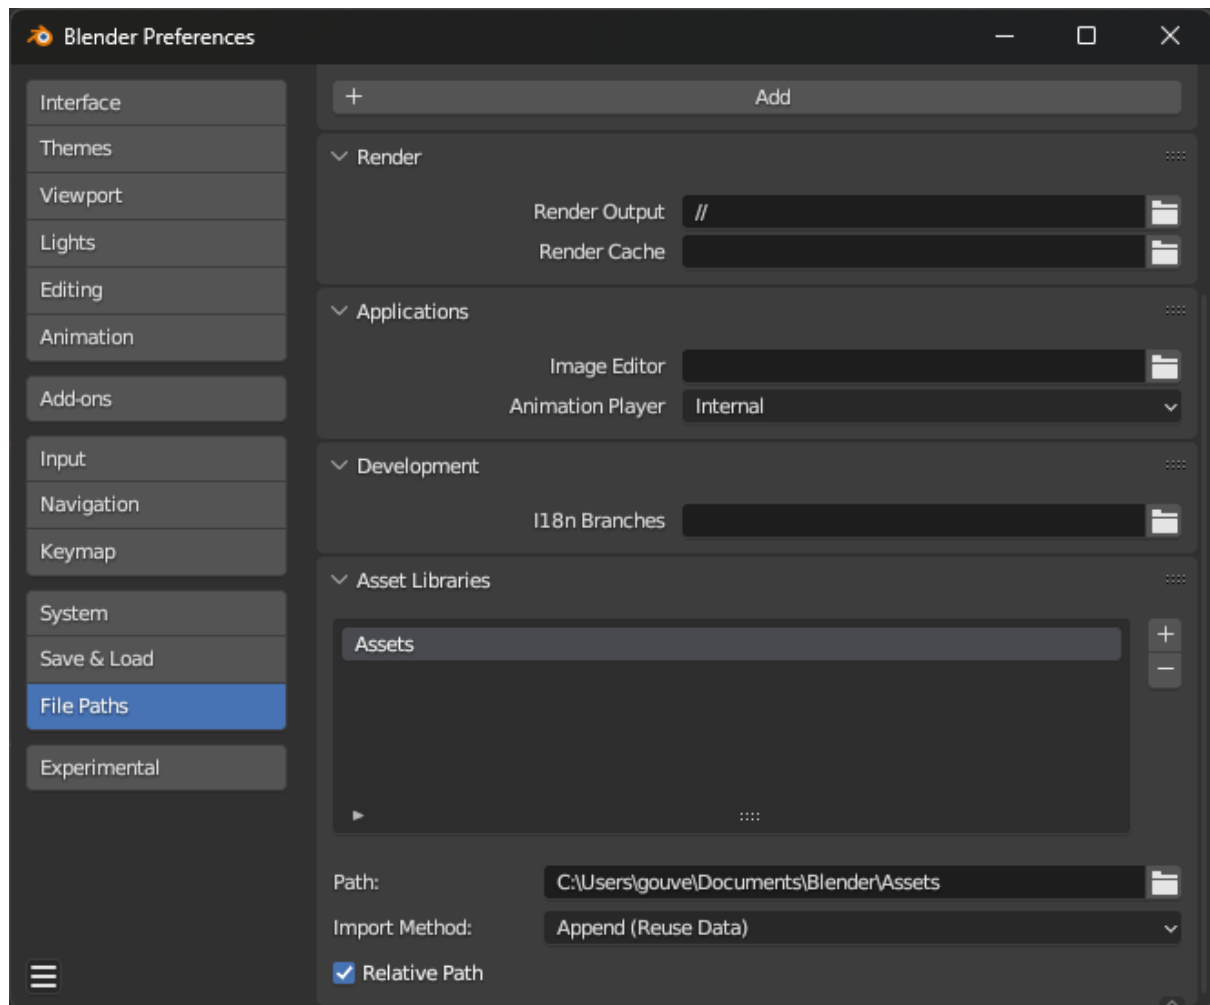 Blender Preferences
Interface
Themes
Viewport
Lights
Editing
Animation
Add-ons
Input
Navigation
Keymap
System
Save & Load
File Paths
Experimental
Add
Render
Render Output //
Render Cache
Applications
Image Editor
Animation Player Internal
Development
I18n Branches
Asset Libraries
Assets
Path: C:\Users\gouve\Documents\Blender\Assets
Import Method: Append (Reuse Data)
Relative Path